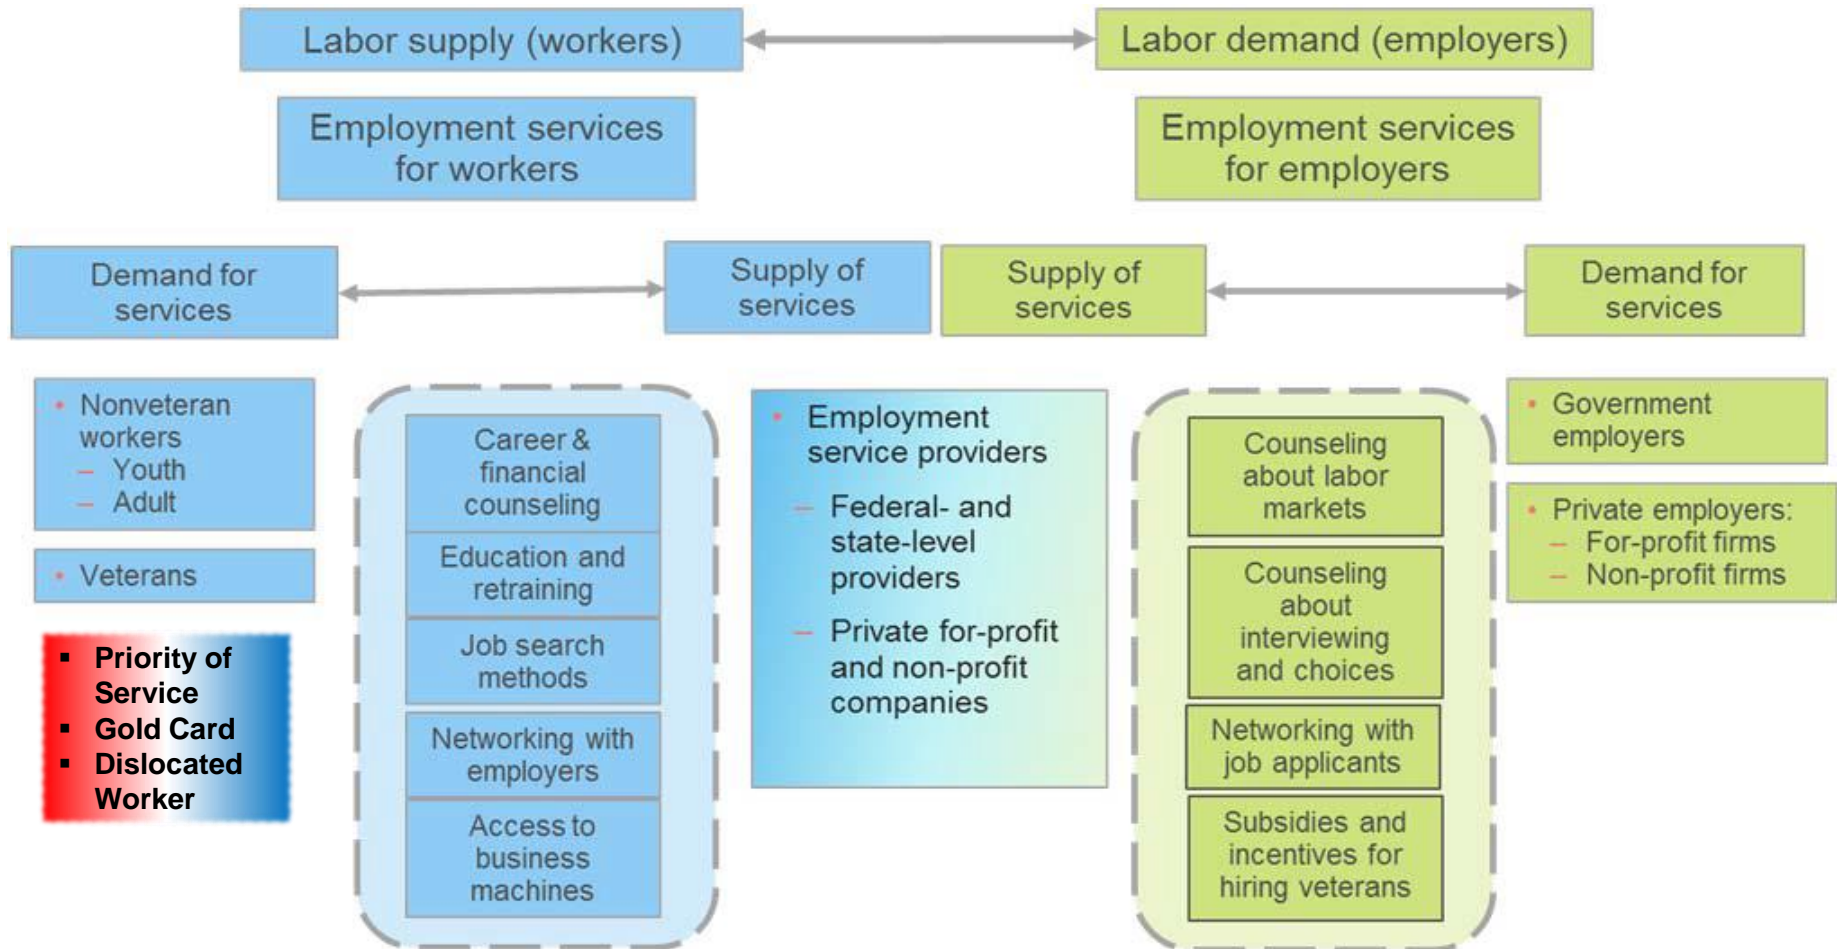 Labor supply (workers)
Labor demand (employers)
Employment services
for workers
Employment services
for employers
Demand for
services
Supply of
services
Supply of
services
Demand for
services
• Nonveteran
workers
– Youth
– Adult
• Veterans
▪ Priority of
Service
▪ Gold Card
▪ Dislocated
Worker
Career &
financial
counseling
Education and
retraining
Job search
methods
Networking with
employers
Access to
business
machines
• Employment
service providers
– Federal- and
state-level
providers
– Private for-profit
and non-profit
companies
Counseling
about labor
markets
Counseling
about
interviewing
and choices
Networking with
job applicants
Subsidies and
incentives for
hiring veterans
• Government
employers
• Private employers:
– For-profit firms
– Non-profit firms